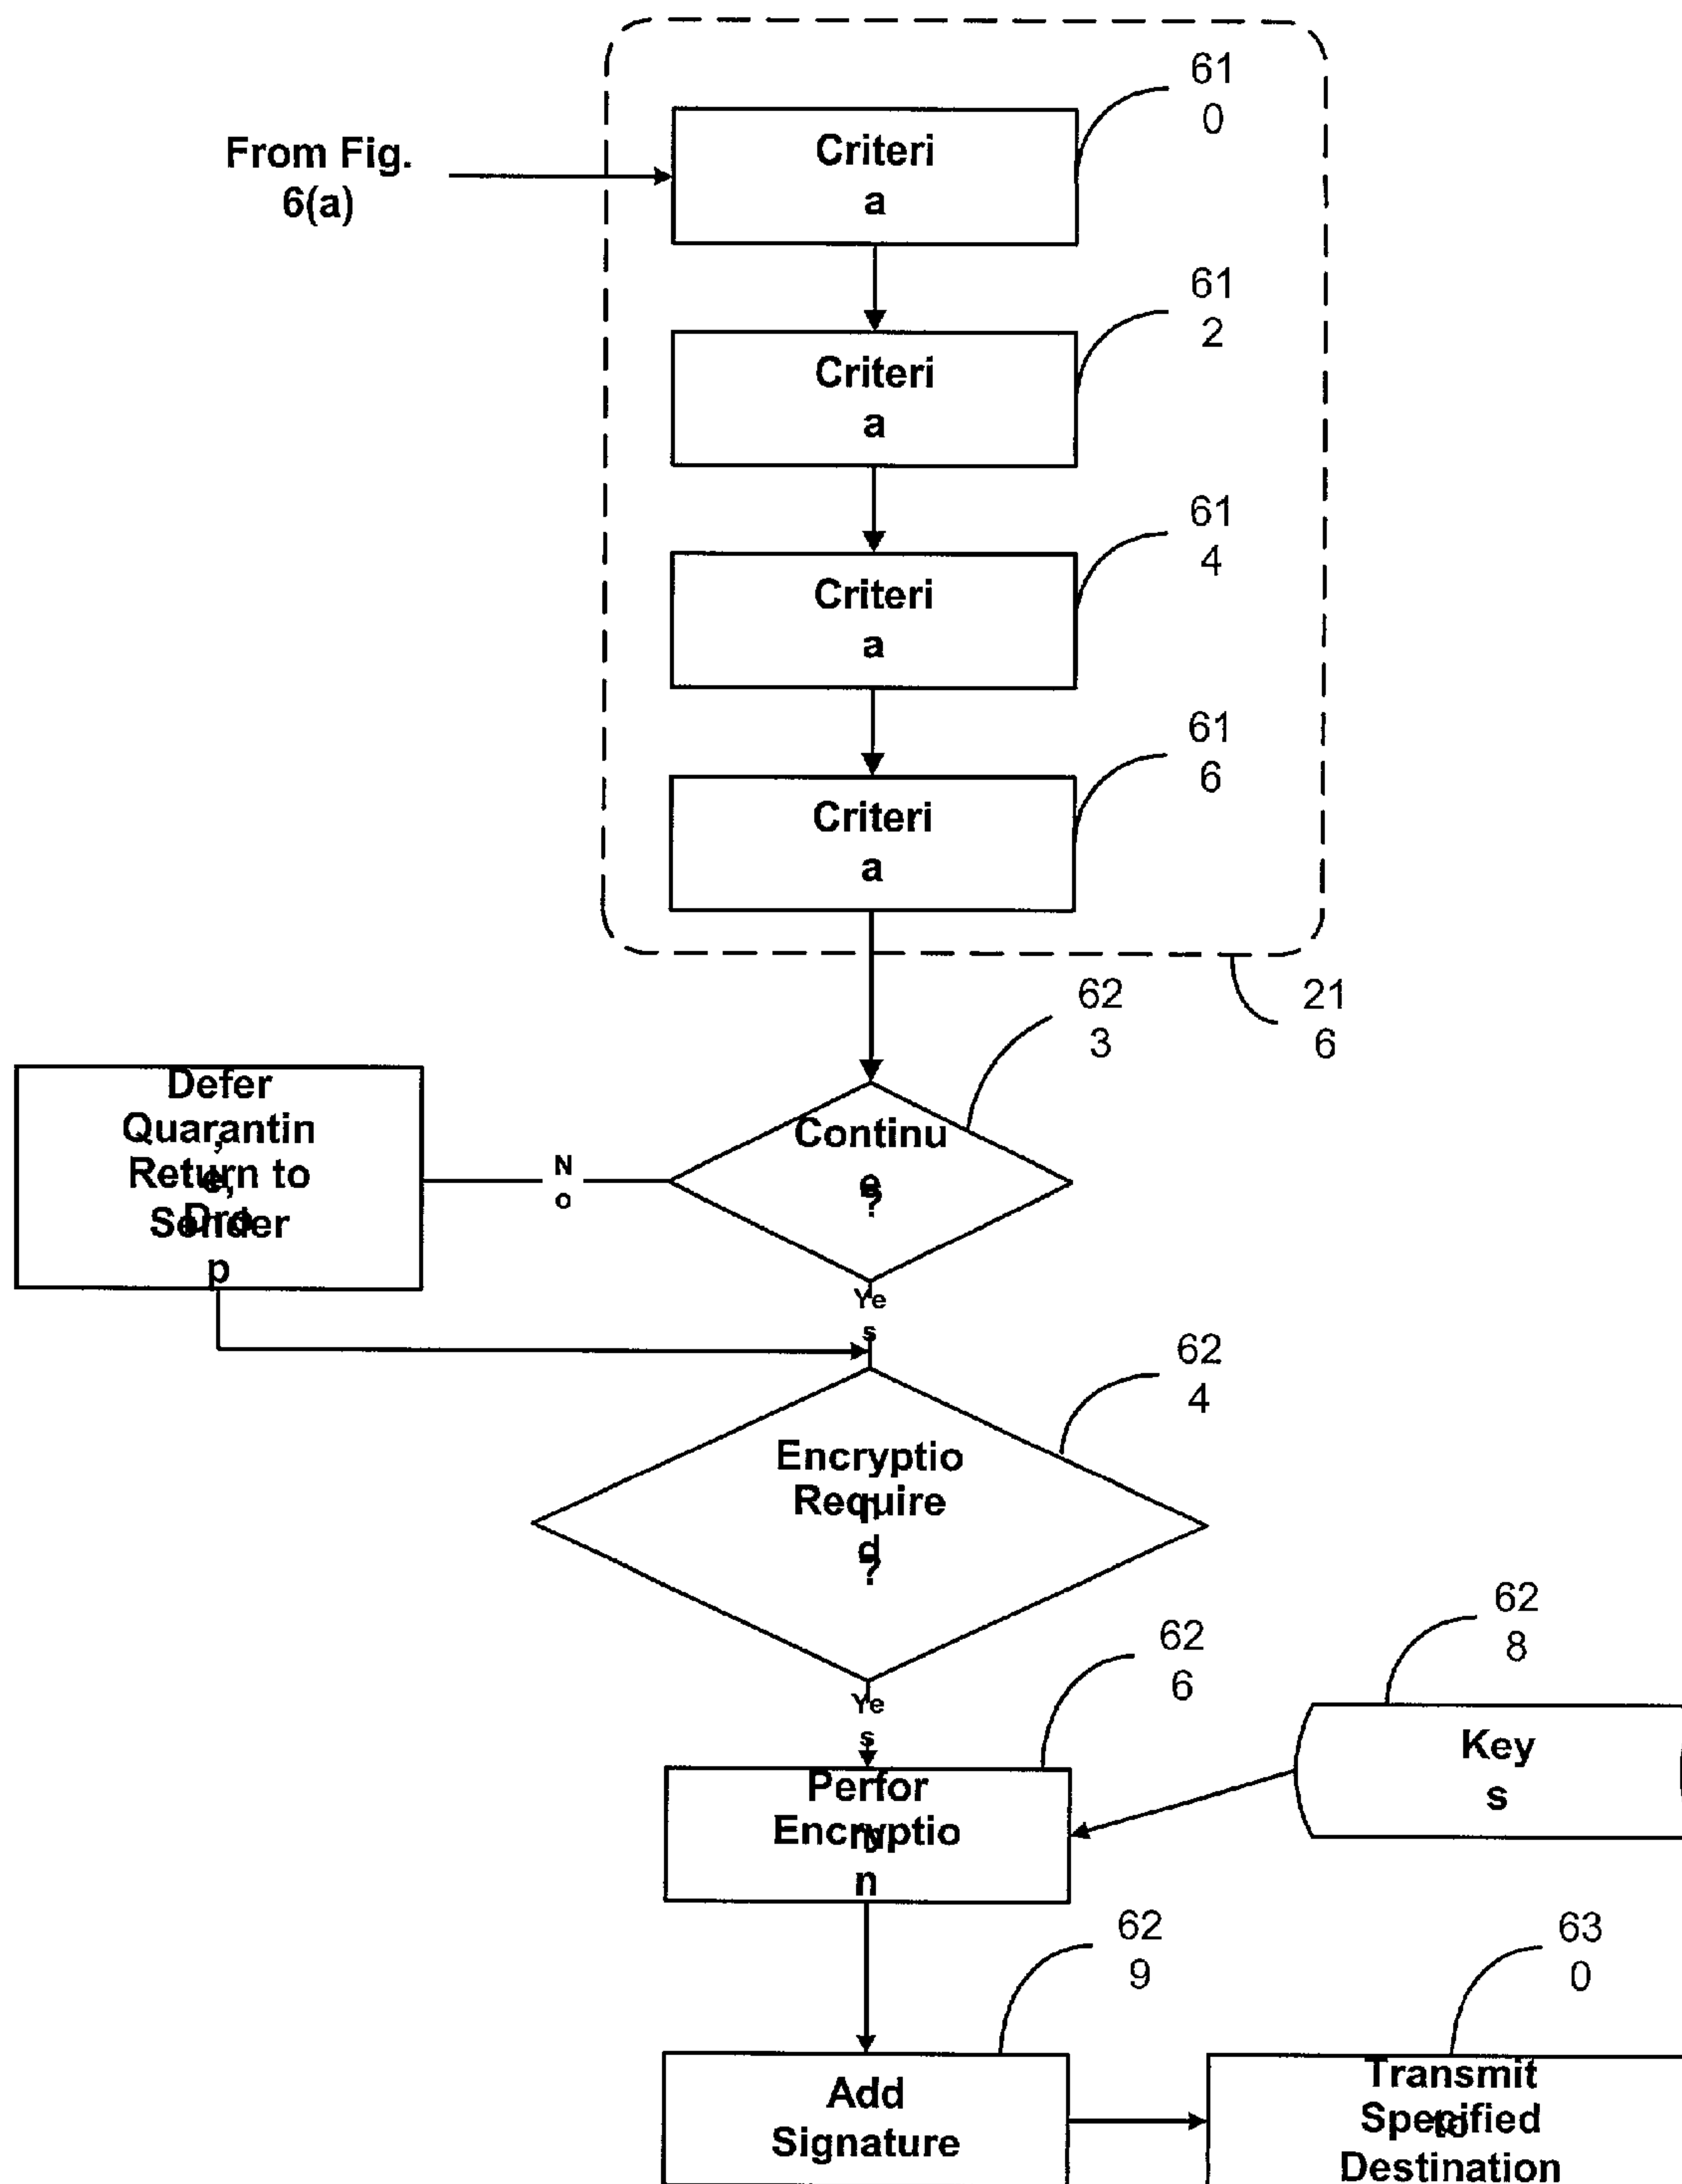 61
0
From Fig.
6(a)
Criteri
a
61
2
Criteri
a
61
4
Criteri
a
61
6
Criteri
a
21
6
62
3
Continu
e
?
N
o
Defer
,
Quarantin
e,
Return to
Sender
Dro
p
Ye
s
62
4
Encryptio
n
Require
d
?
Ye
s
62
6
62
8
Key
s
Perfor
m
Encryptio
n
62
9
63
0
Add
Signature
Transmit
to
Specified
Destination